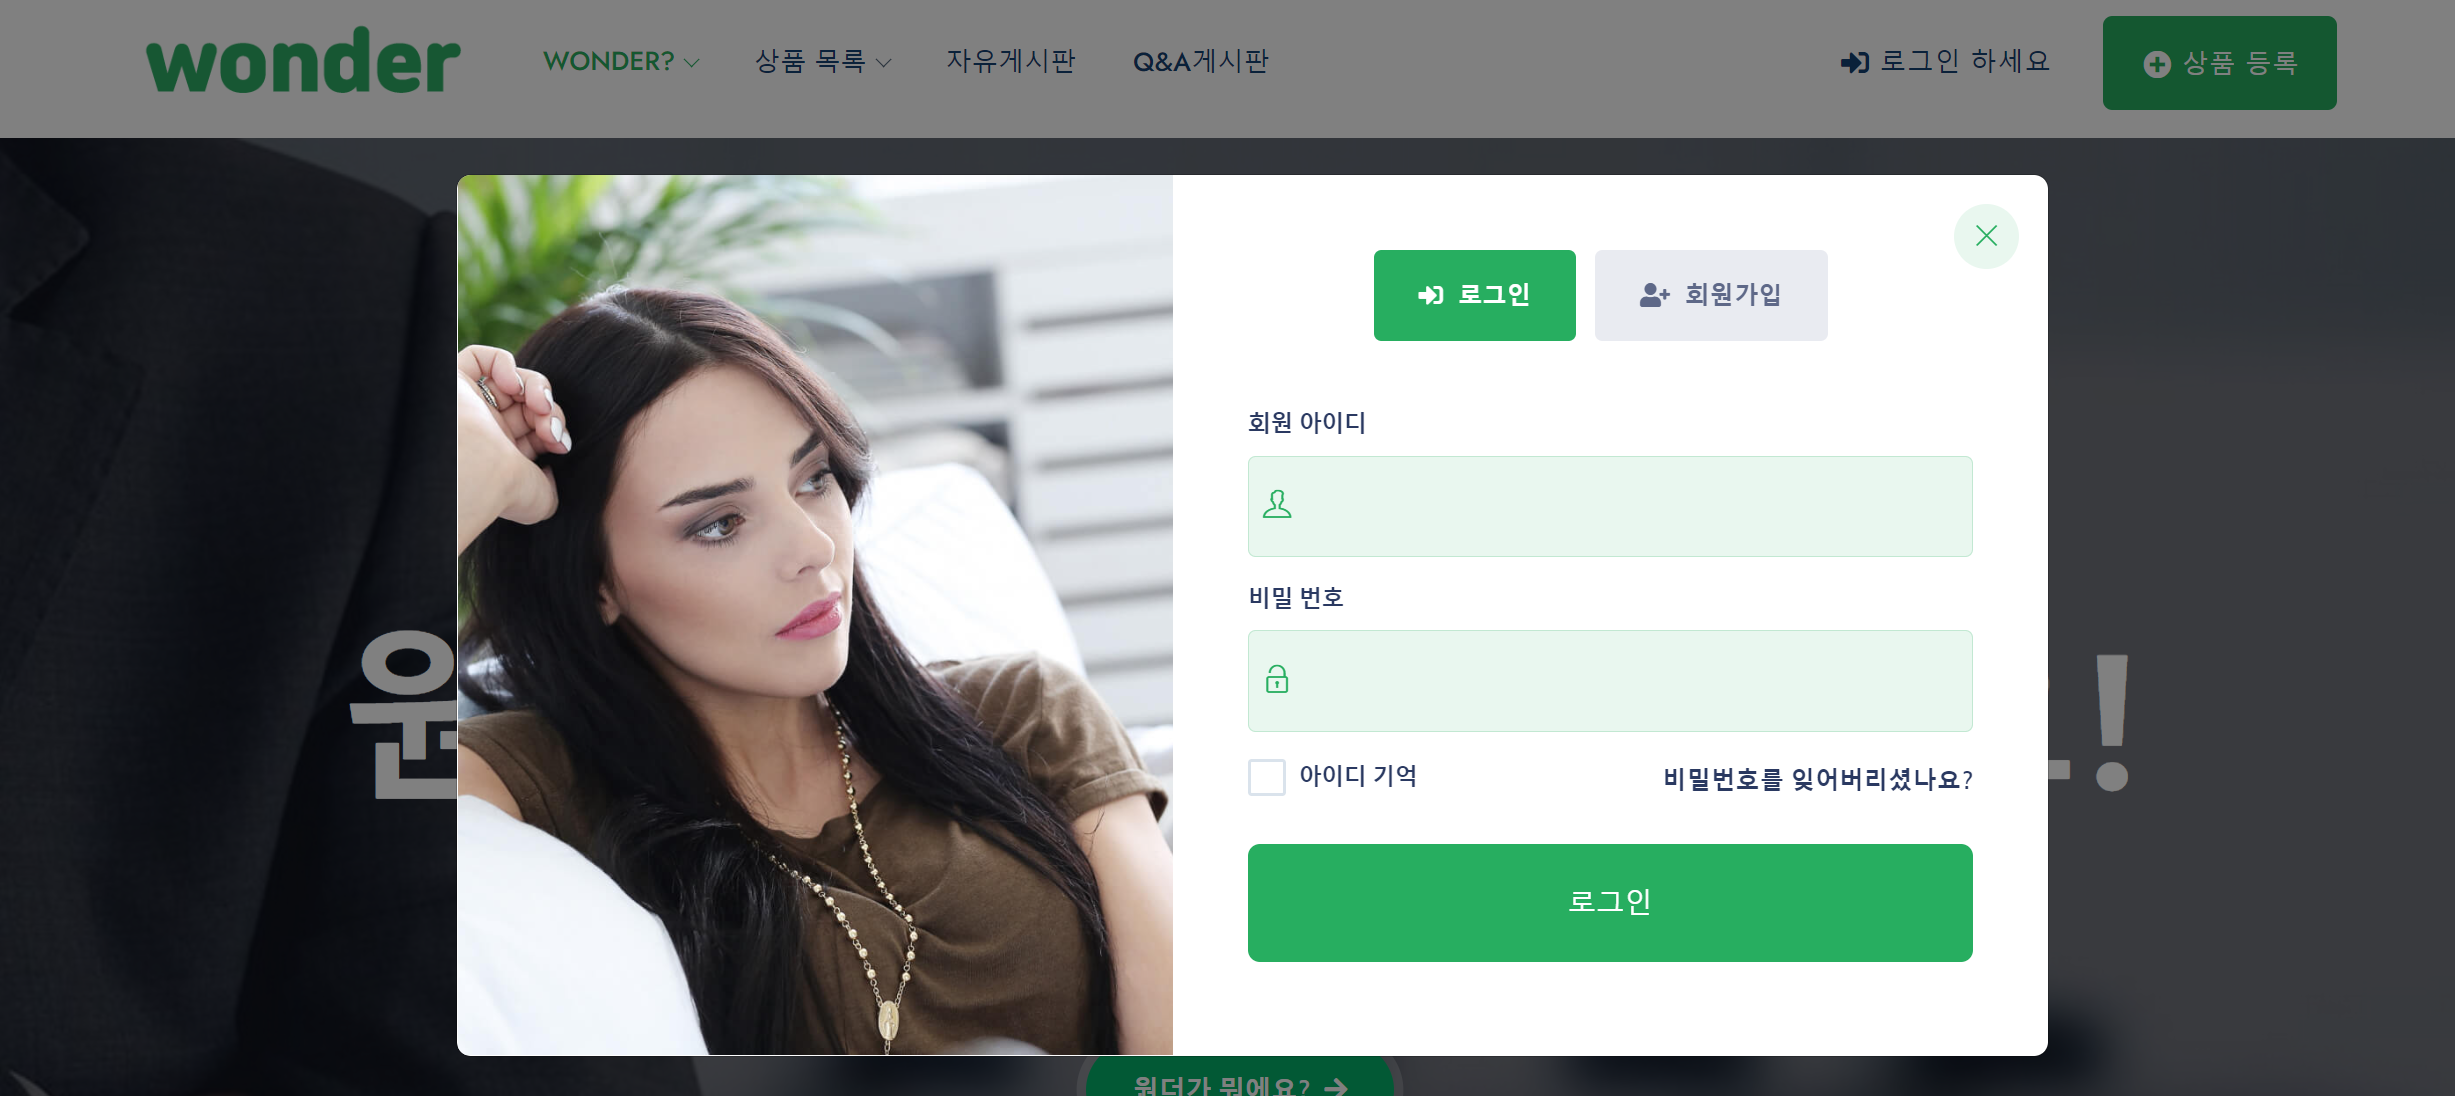 wonder
WONDER? 상품 목록 자유게시판 Q&A게시판 로그인 하세요 상품 등록
로그인 회원가입
회원 아이디
비밀 번호
아이디 기억 비밀번호를 잊어버리셨나요?
로그인
원 !
원더가 뭐에요?